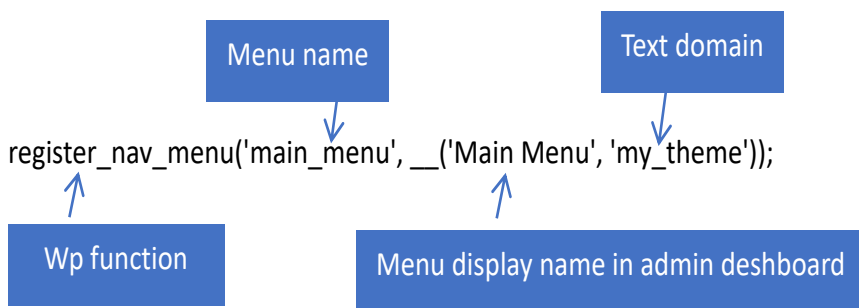 Menu name
Text domain
register_nav_menu('main_menu', __('Main Menu', 'my_theme'));
Wp function
Menu display name in admin deshboard